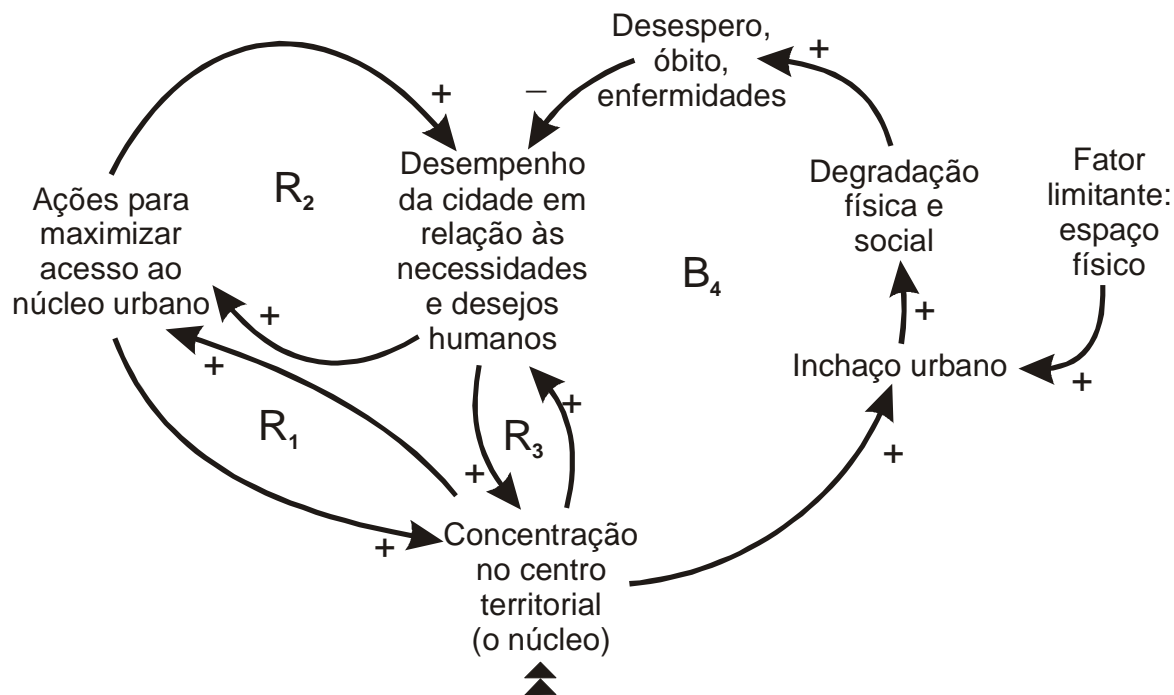 Desespero,
óbito,
enfermidades
+
+
–
Desempenho
da cidade em
relação às
necessidades
e desejos
humanos
Ações para
maximizar
acesso ao
núcleo urbano
R2
Degradação
física e
social
Fator
limitante:
espaço
físico
B4
+
+
+
Inchaço urbano
+
+
R1
R3
+
+
+
+
Concentração
no centro
territorial
(o núcleo)